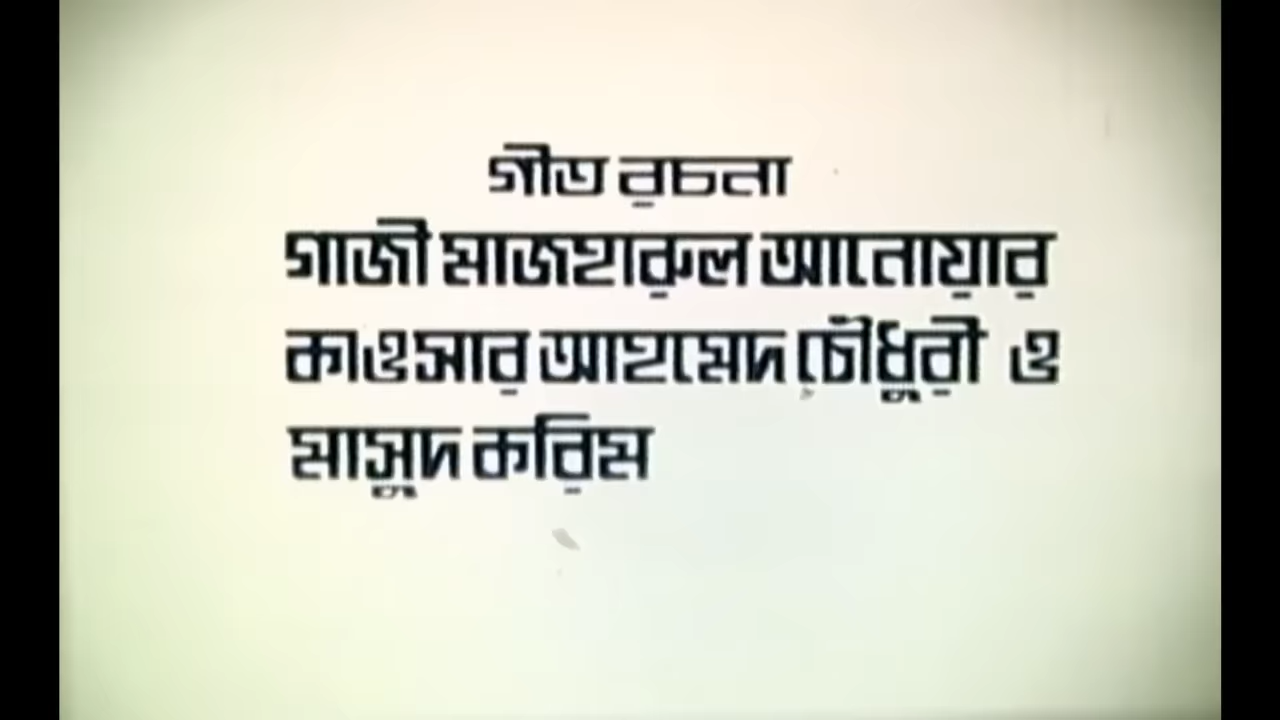 গীত রচনা
গাজী মাজহারুল আনোয়ার
কাওসার আহমেদ চৌধুরী ও
মাসুদ করিম